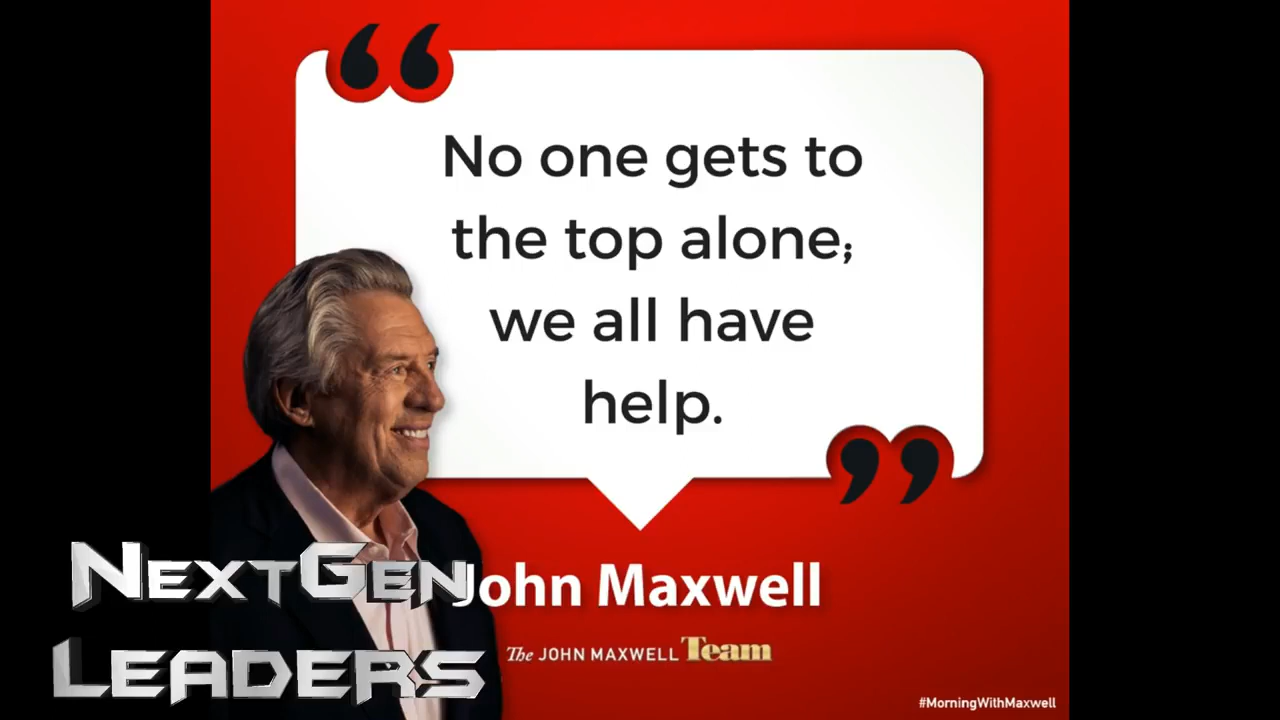 No one gets to
the top alone;
we all have
help.
John Maxwell
The JOHN MAXWELL Team
NEXTGEN
LEADERS
#MorningWithMaxwell